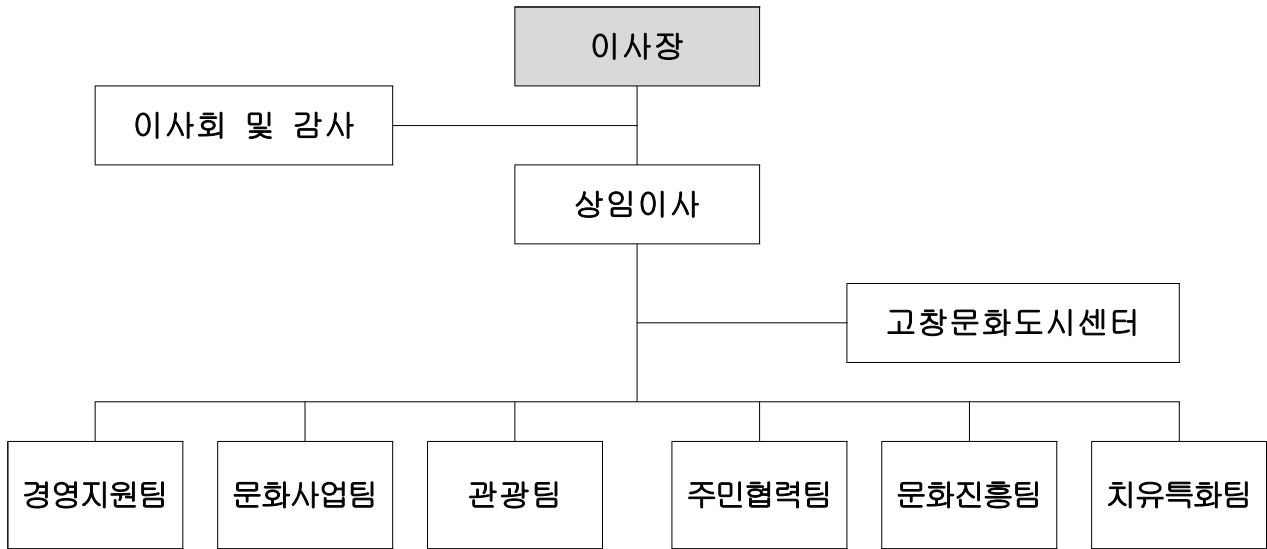 이사장
이사회 및 감사
상임이사
고창문화도시센터
경영지원팀
문화사업팀
관광팀
주민협력팀
문화진흥팀
치유특화팀